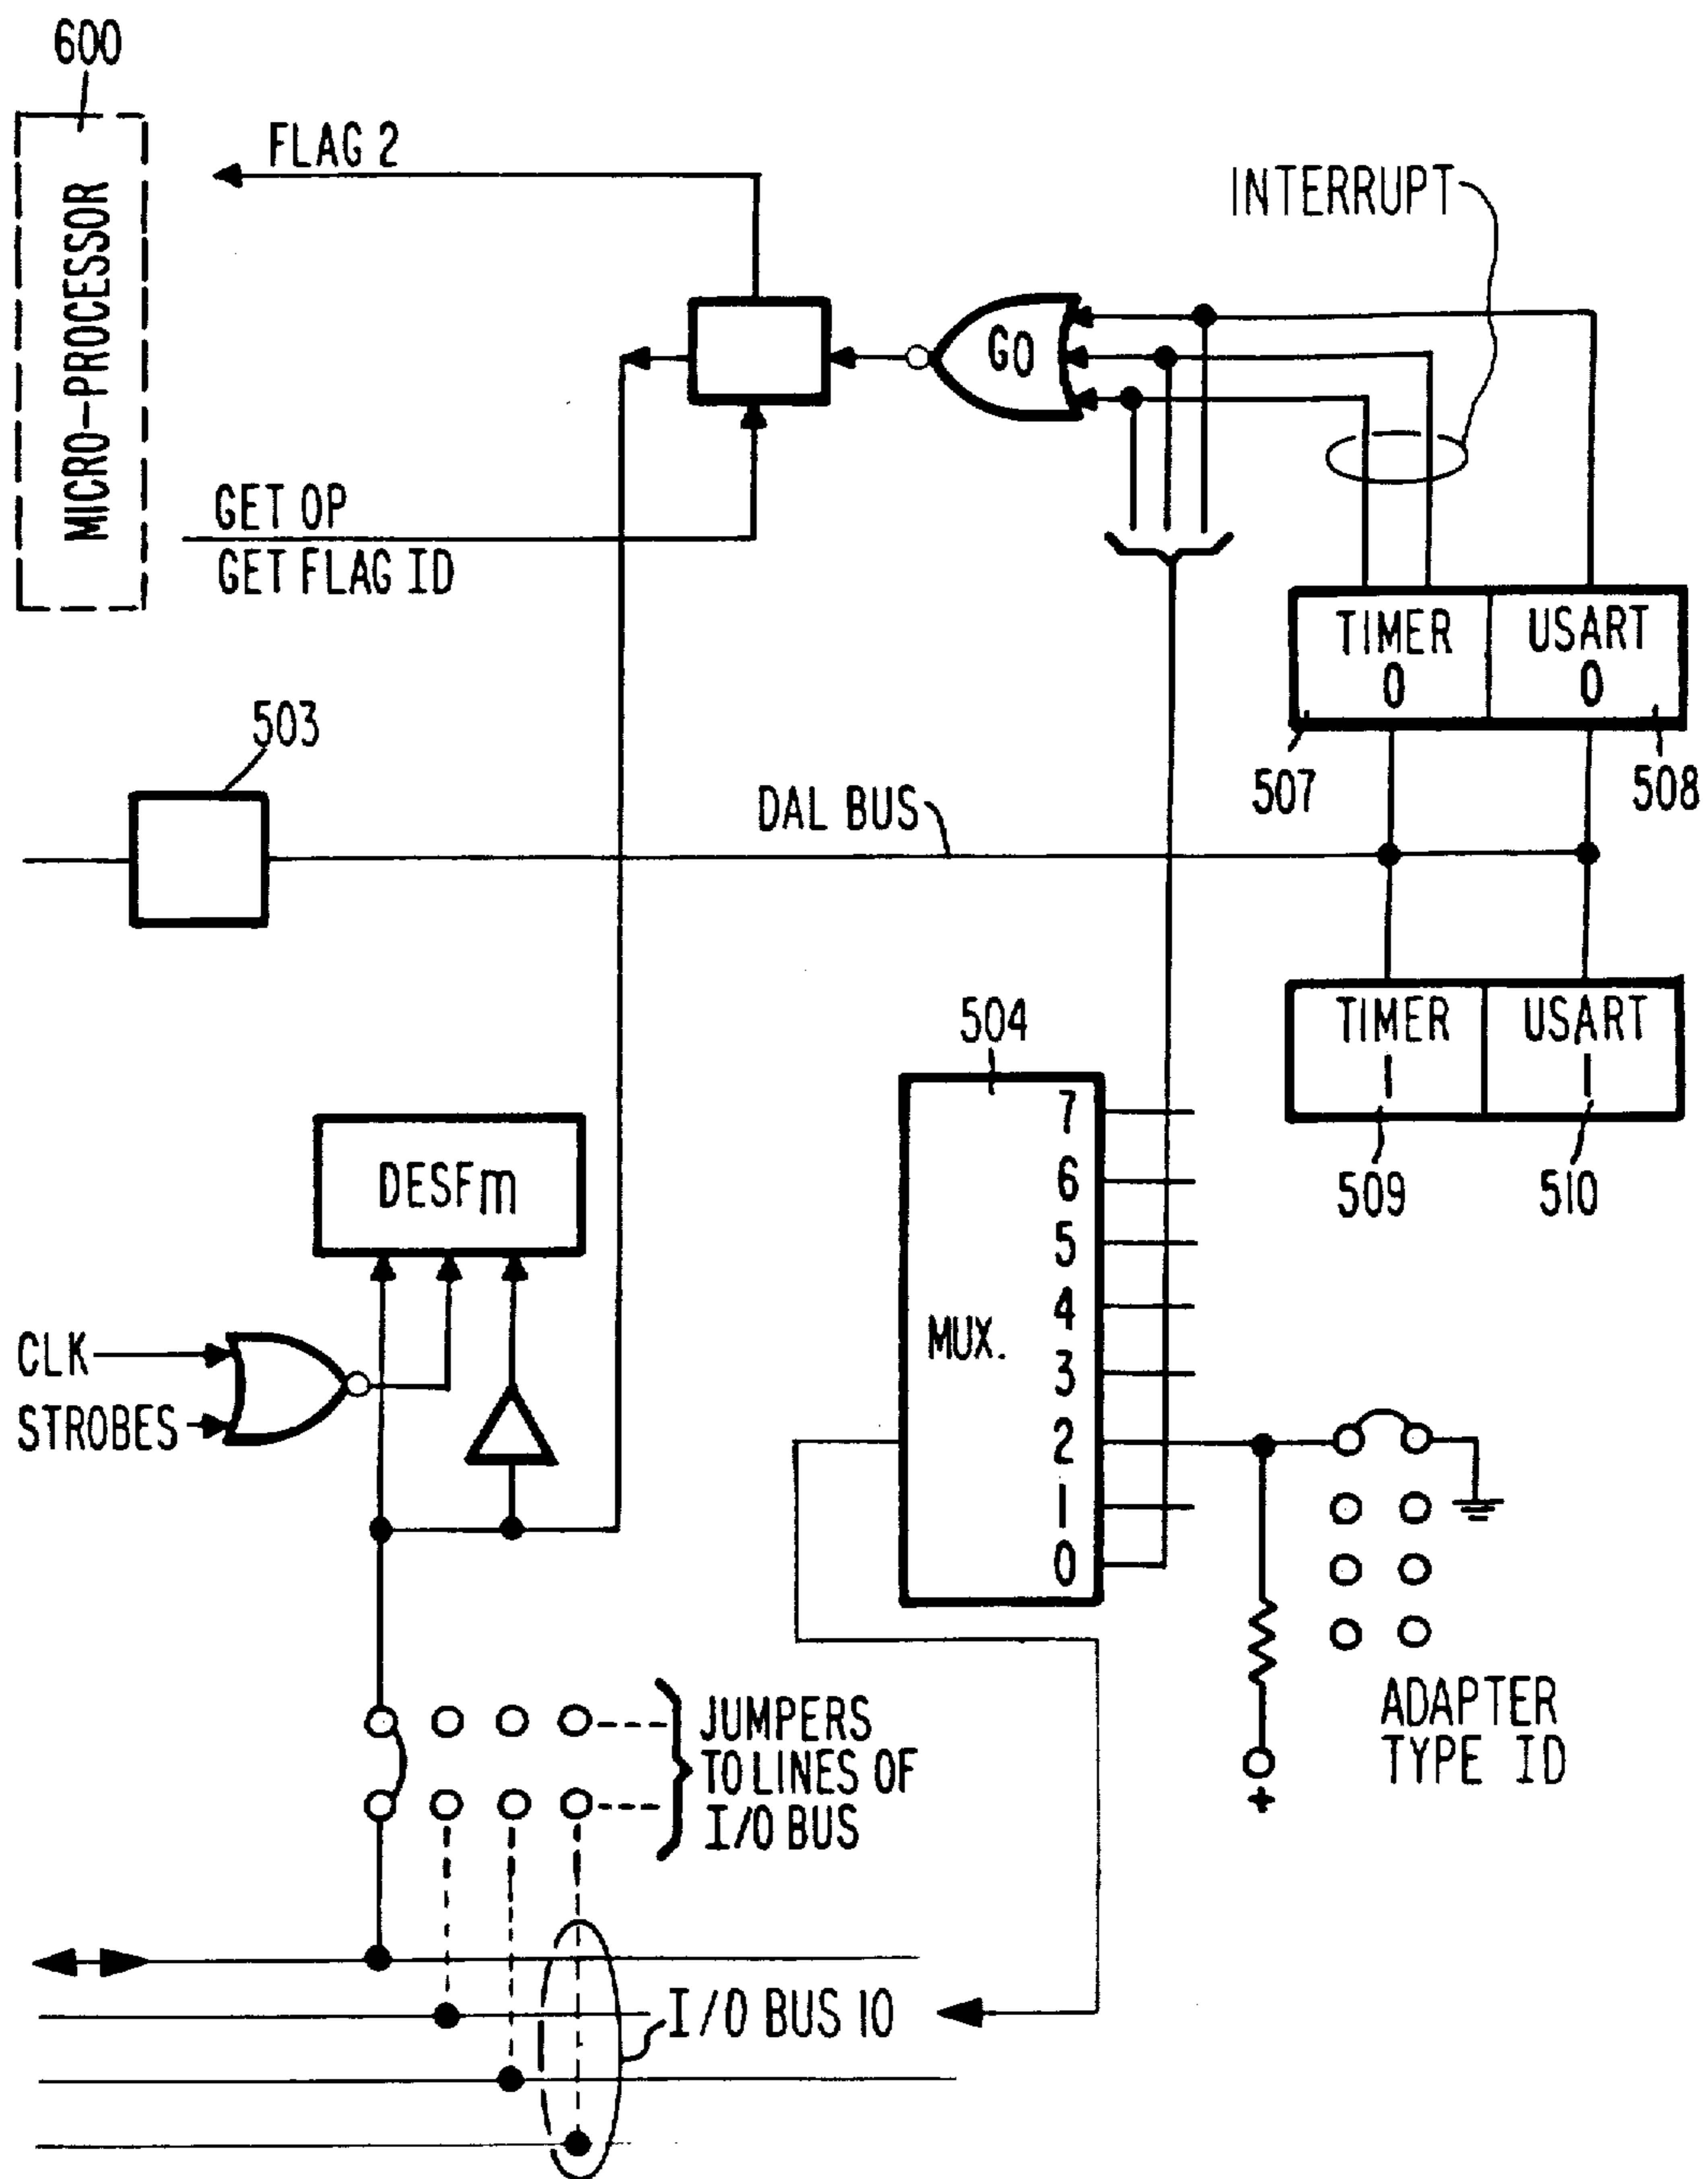 600
MICRO-PROCESSOR
FLAG 2
INTERRUPT
GO
GET OP
GET FLAG ID
TIMER
0
USART
0
507
508
503
DAL BUS
TIMER
1
USART
1
509
510
504
MUX.
7
6
5
4
3
2
1
0
DESFm
CLK
STROBES
ADAPTER
TYPE ID
+
JUMPERS
TO LINES OF
I/O BUS
I/O BUS 10